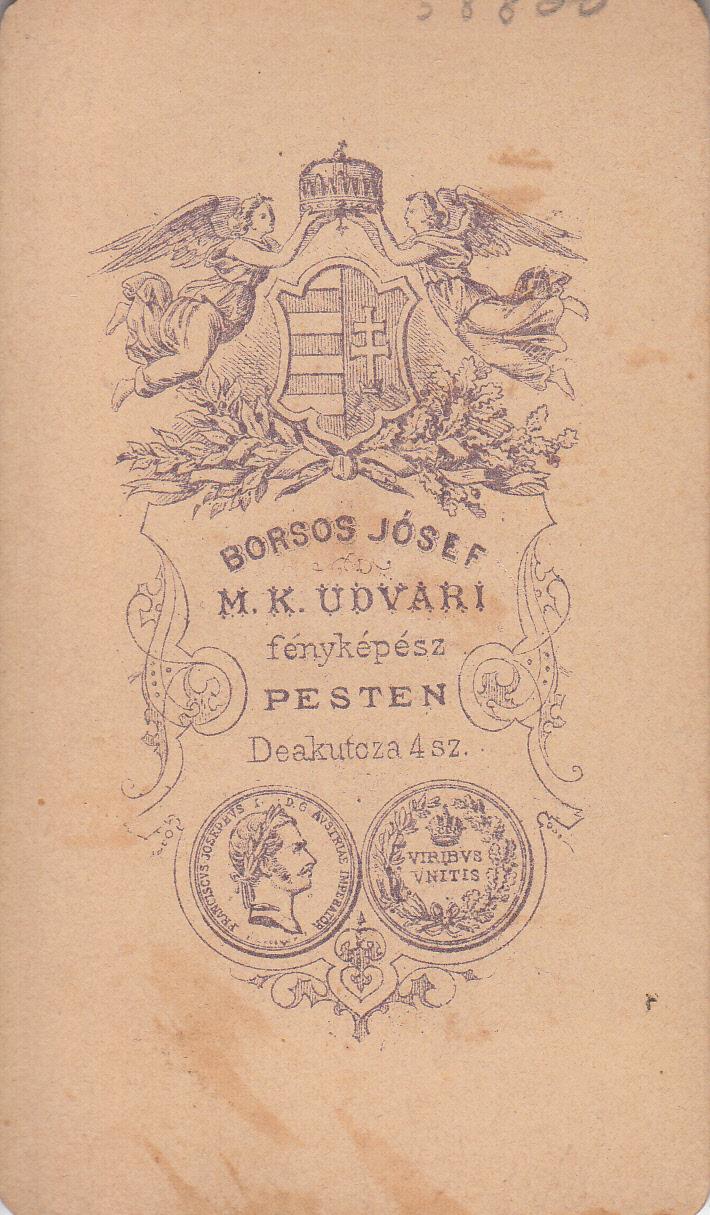 BORSOS JÓSEF
M. K. UDVARI
fényképész
PESTEN
Deakutcza 4 sz.
FRANCISCVS JOSEPHVS I. D.G. AVSTRIAE IMPERATOR
VIRIBVS
VNITIS